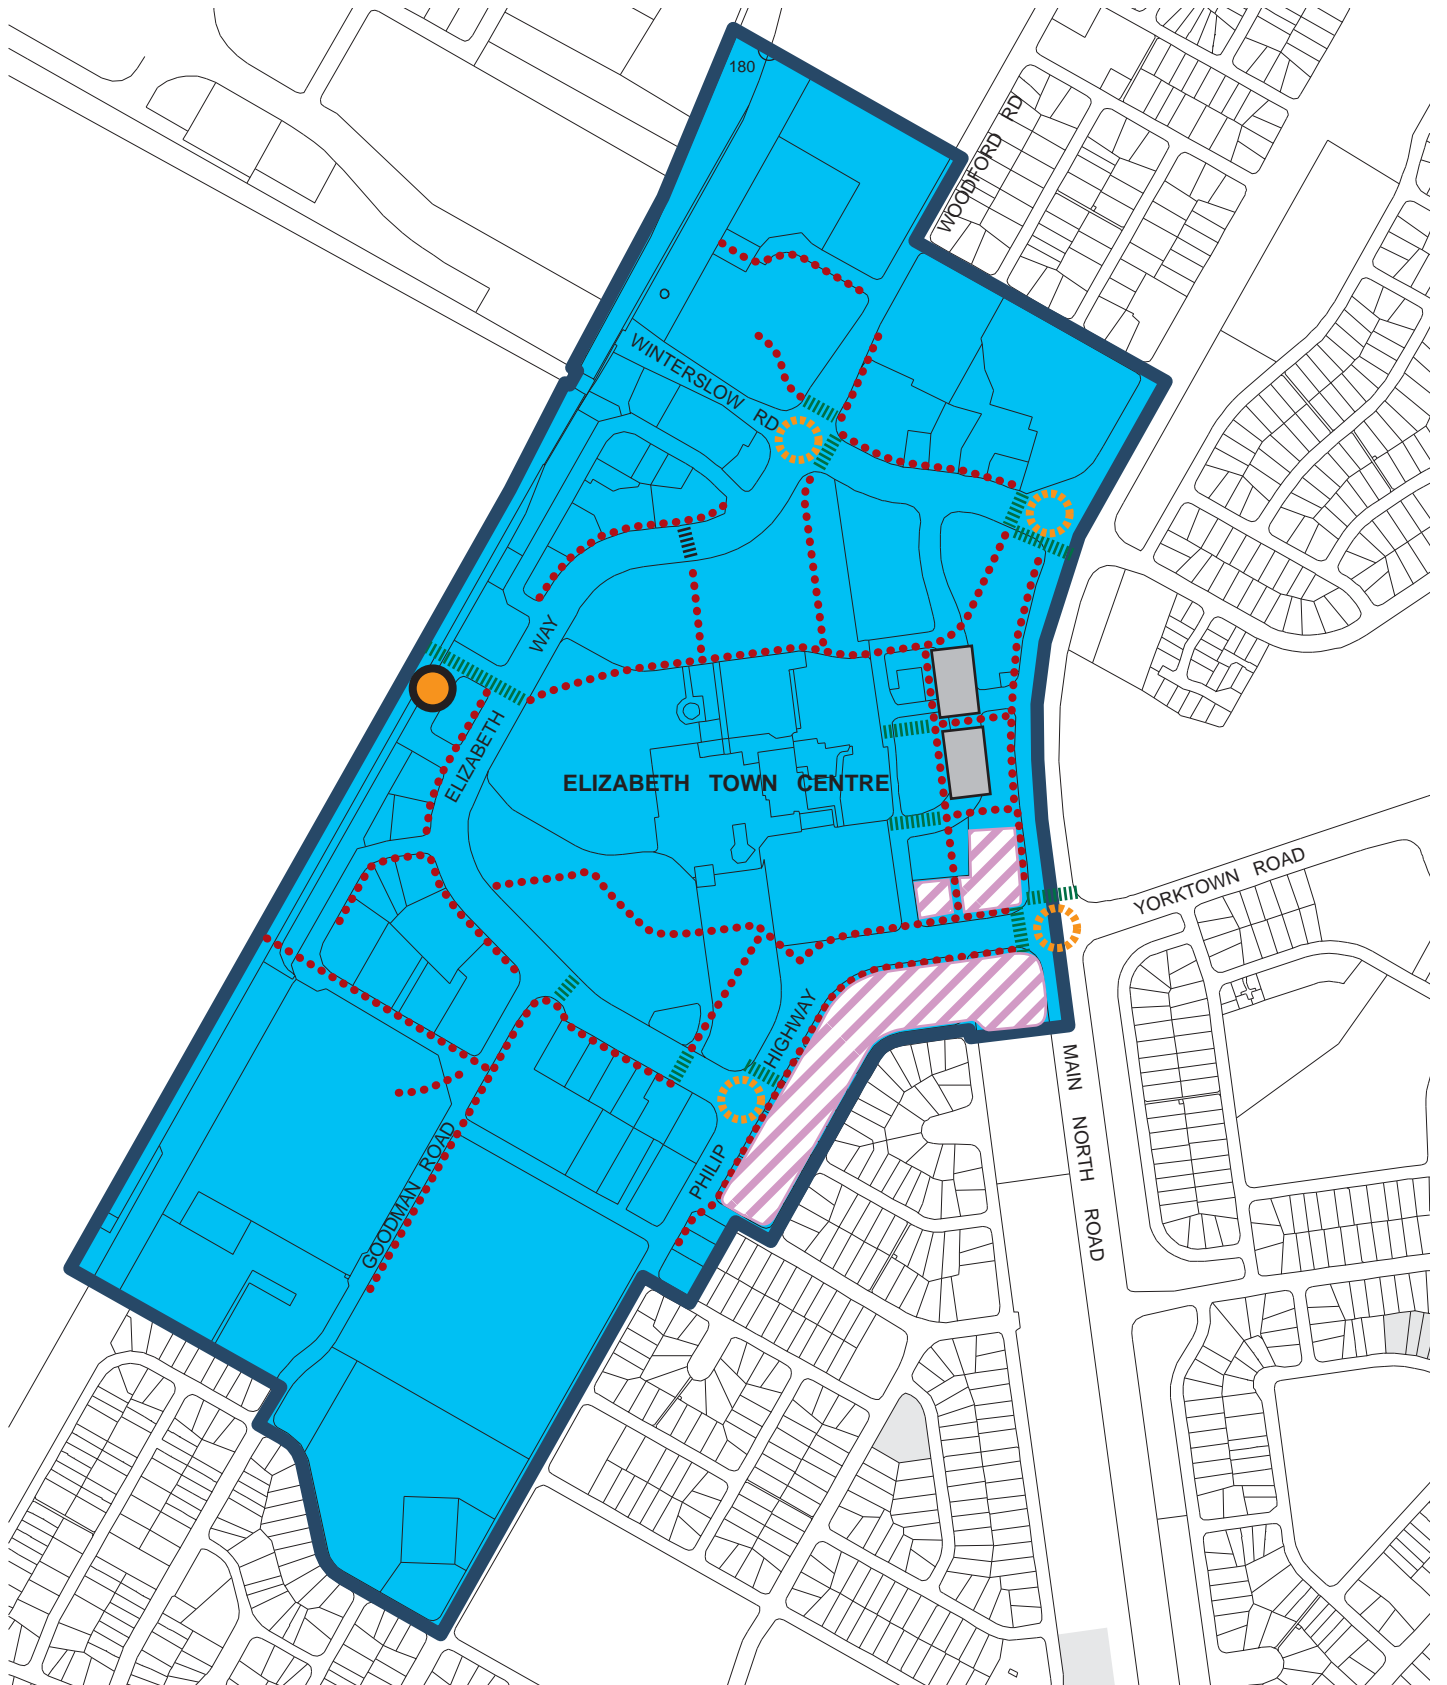 180
WOODFORD RD
WINTERSLOW RD
ELIZABETH WAY
ELIZABETH TOWN CENTRE
YORKTOWN ROAD
PHILIP HIGHWAY
MAIN NORTH ROAD
GOODMAN ROAD